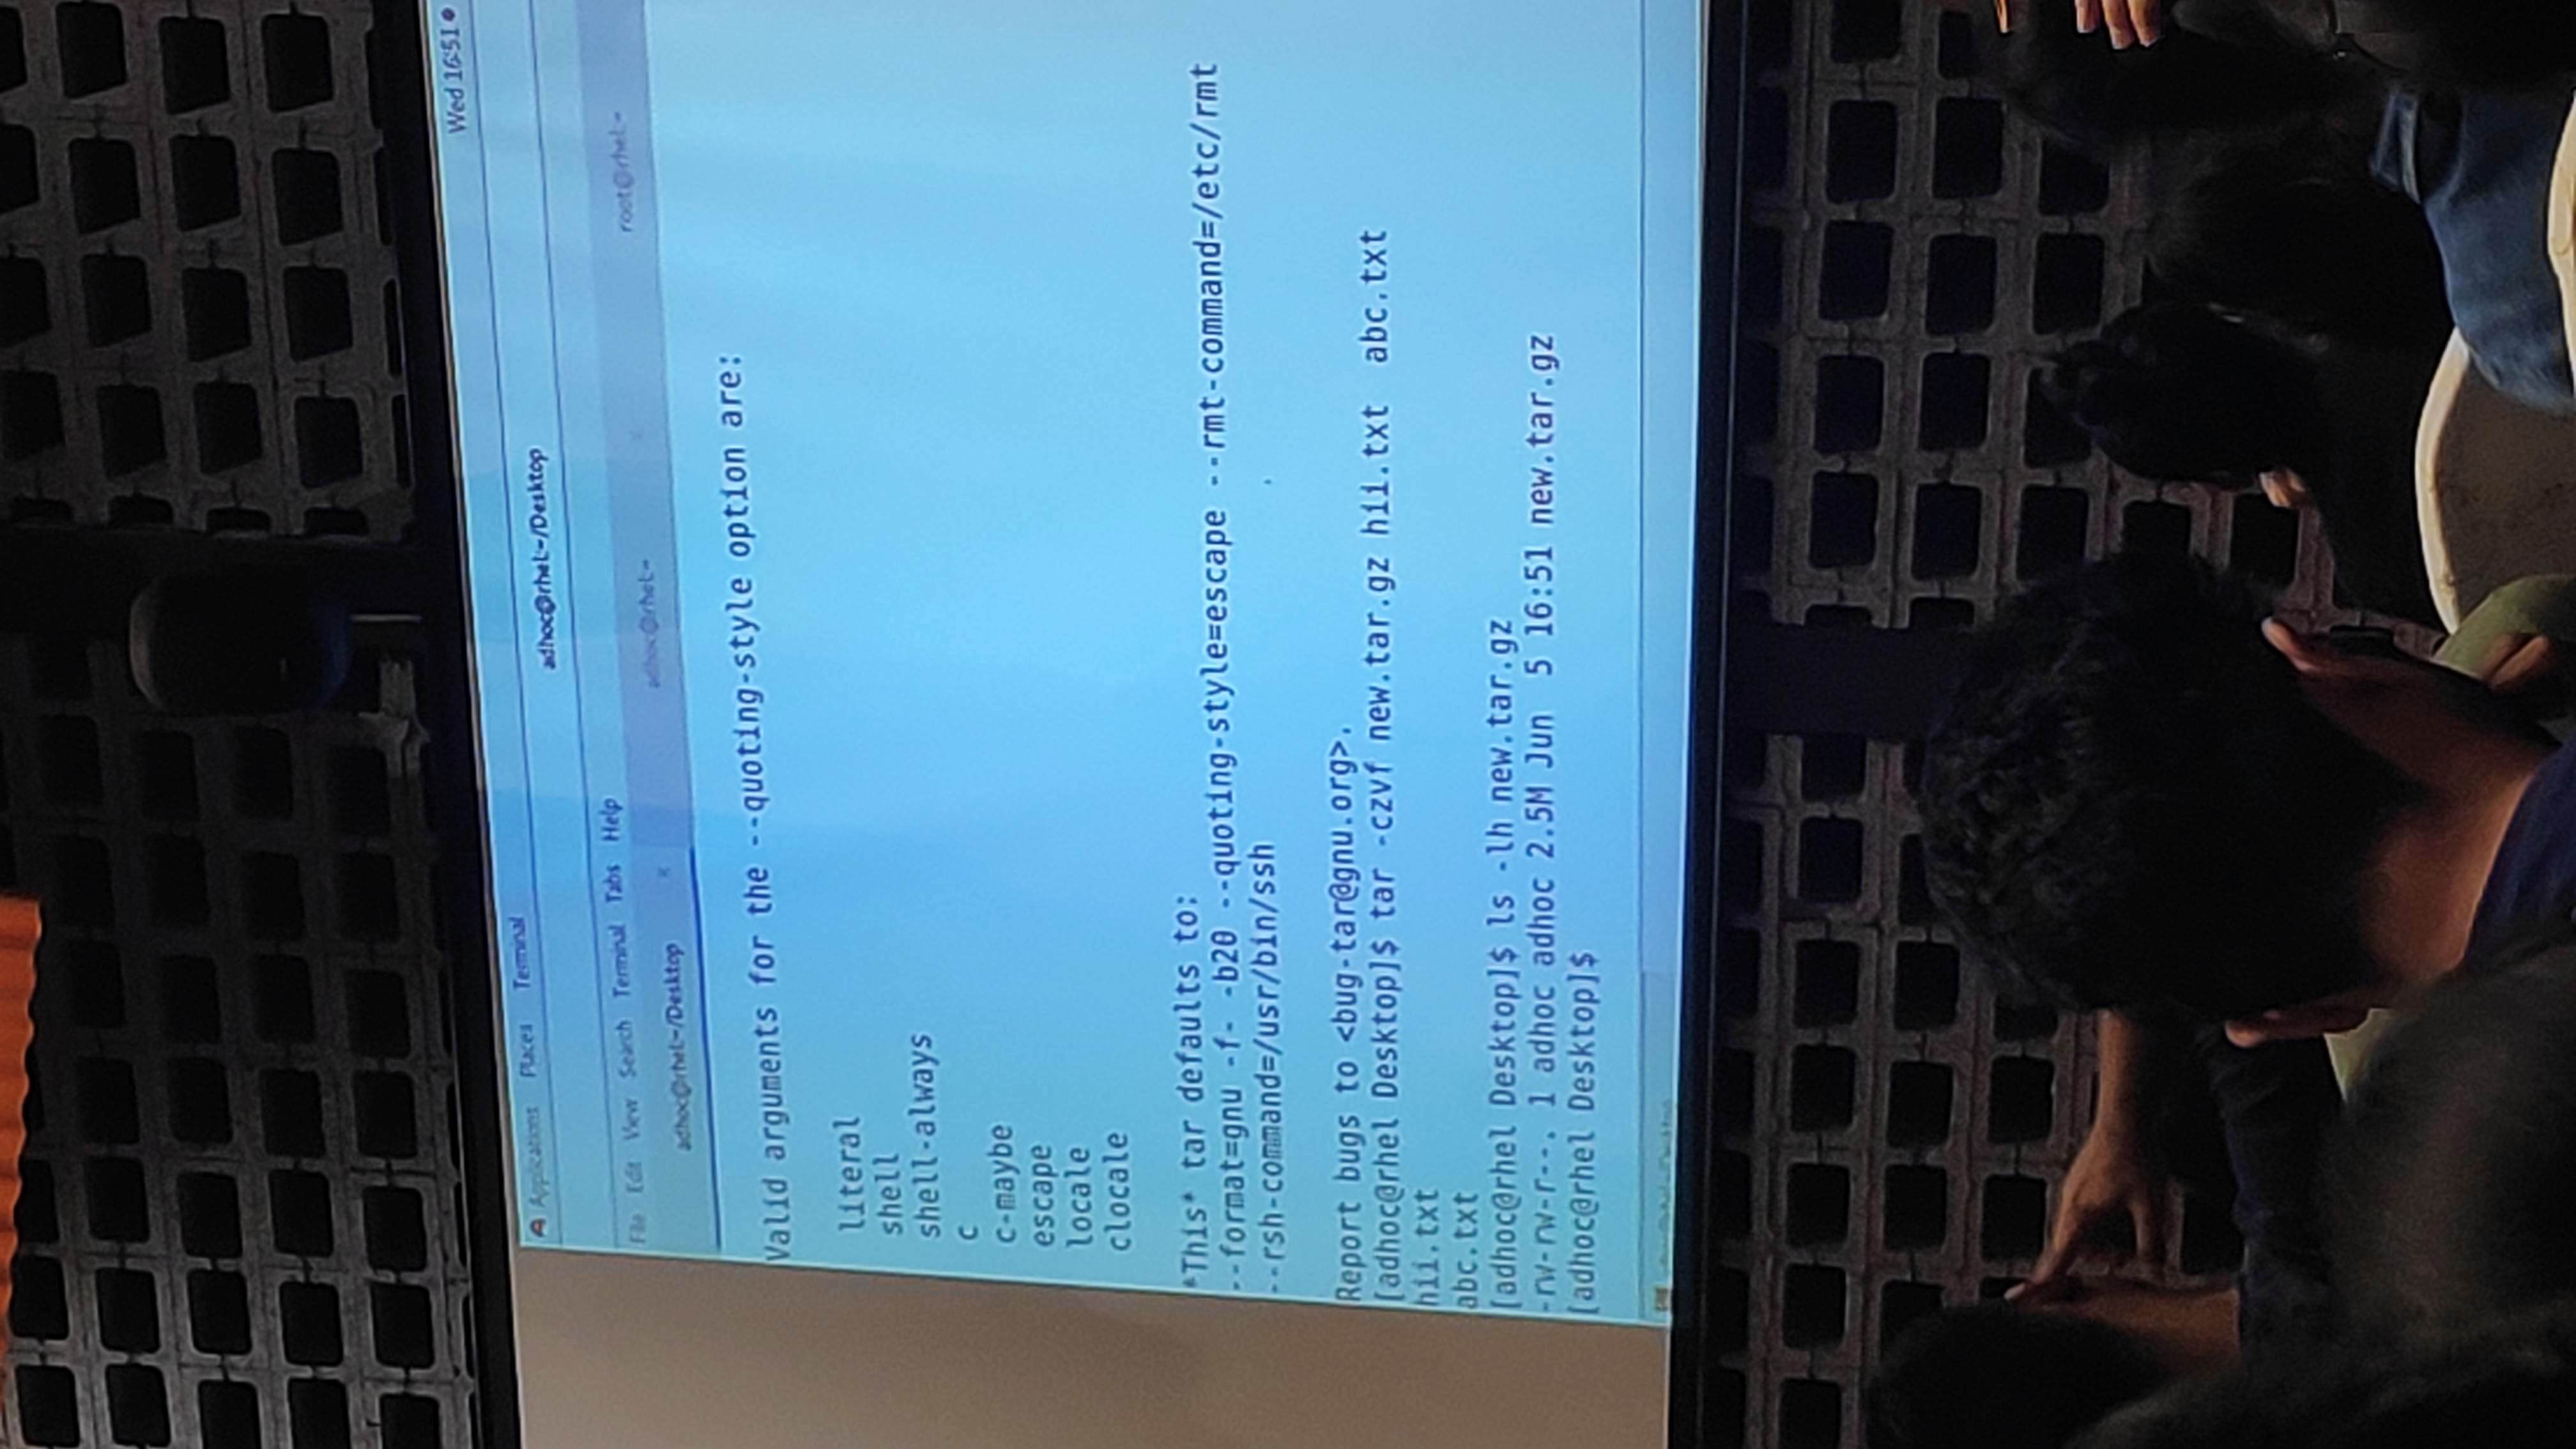 Wed 16:51
Applications Places Terminal
adhoc@rhel:~/Desktop
File Edit View Search Terminal Tabs Help
adhoc@rhel:~/Desktop adhoc@rhel:~ root@rhel:~
Valid arguments for the --quoting-style option are:
literal
shell
shell-always
c
c-maybe
escape
locale
clocale
*This* tar defaults to:
--format=gnu -f- -b20 --quoting-style=escape --rmt-command=/etc/rmt
--rsh-command=/usr/bin/ssh
Report bugs to <bug-tar@gnu.org>.
[adhoc@rhel Desktop]$ tar -czvf new.tar.gz hii.txt  abc.txt
hii.txt
abc.txt
[adhoc@rhel Desktop]$ ls -lh new.tar.gz
-rw-rw-r--. 1 adhoc adhoc 2.5M Jun  5 16:51 new.tar.gz
[adhoc@rhel Desktop]$